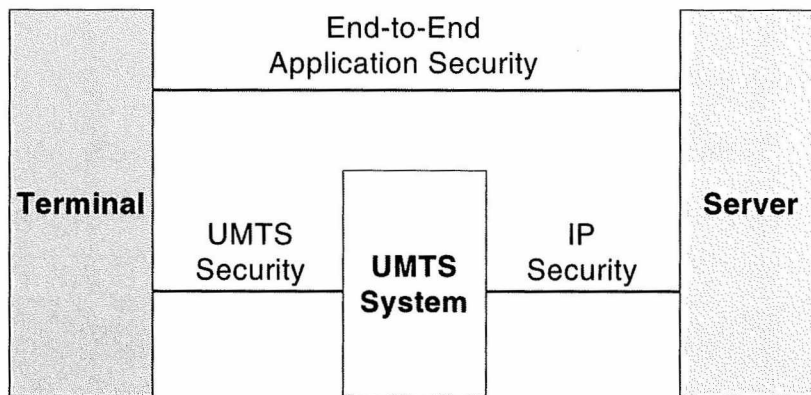 End-to-End
Application Security
Terminal
Server
UMTS
Security
UMTS
System
IP
Security